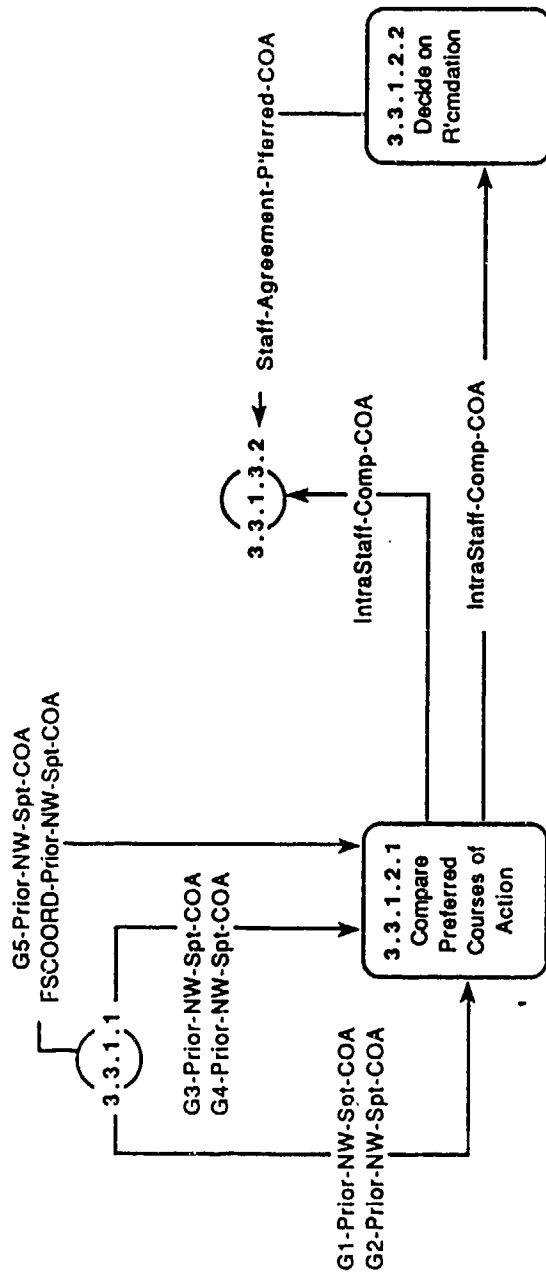 G5-Prior-NW-Spt-COA
FSCOORD-Prior-NW-Spt-COA
3.3.1.1
G3-Prior-NW-Spt-COA
G4-Prior-NW-Spt-COA
G1-Prior-NW-Spt-COA
G2-Prior-NW-Spt-COA
3.3.1.2.1
Compare
Preferred
Courses of
Action
3.3.1.3.2
Staff-Agreement-P'ferred-COA
IntraStaff-Comp-COA
IntraStaff-Comp-COA
3.3.1.2.2
Decide on
R'cmdation